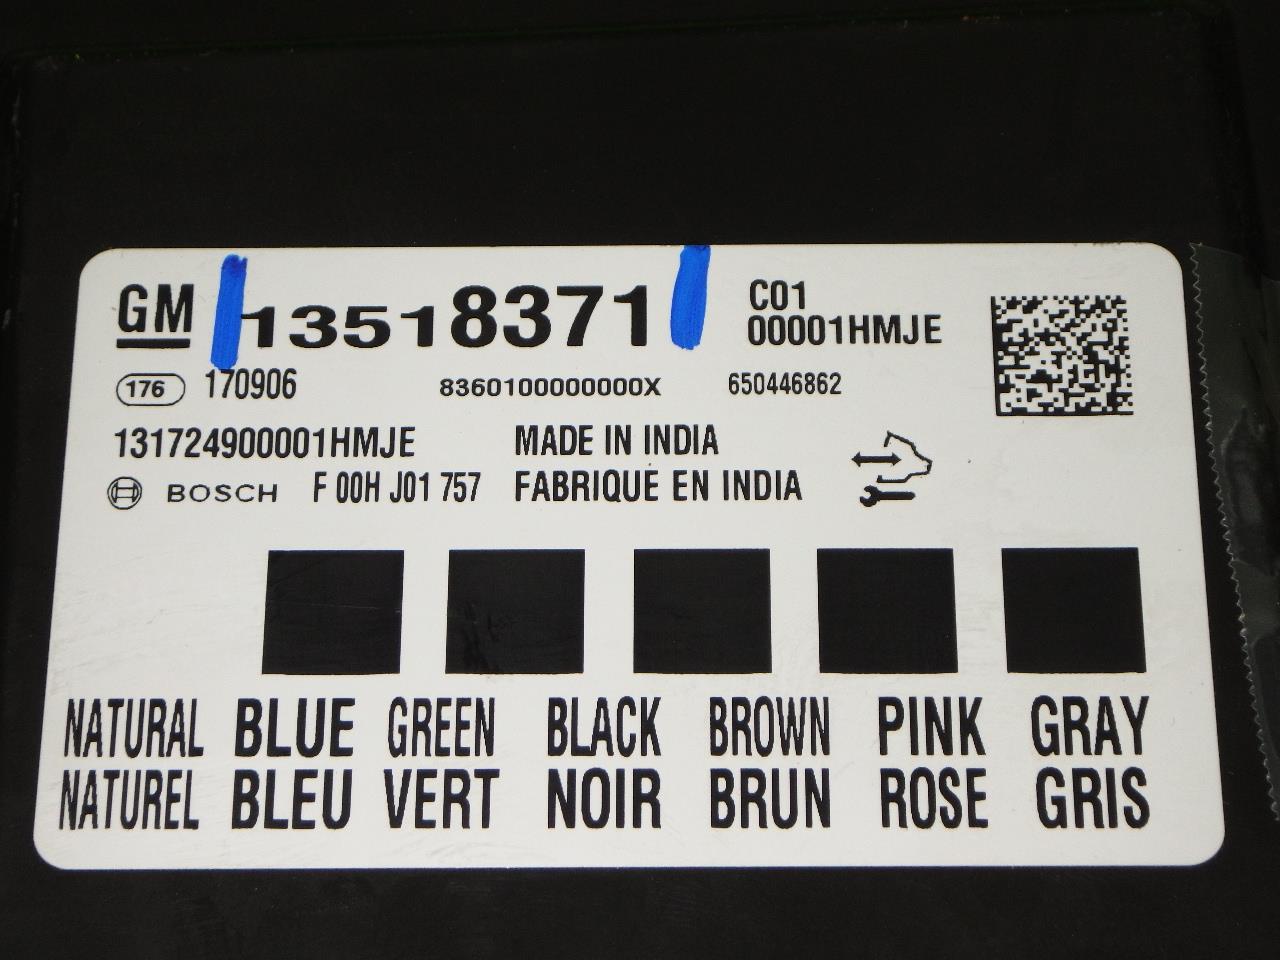 GM 13518371 C01
00001HMJE
176 170906 8360100000000X 650446862
131724900001HMJE MADE IN INDIA
BOSCH F 00H J01 757 FABRIQUE EN INDIA
NATURAL BLUE GREEN BLACK BROWN PINK GRAY
NATUREL BLEU VERT NOIR BRUN ROSE GRIS